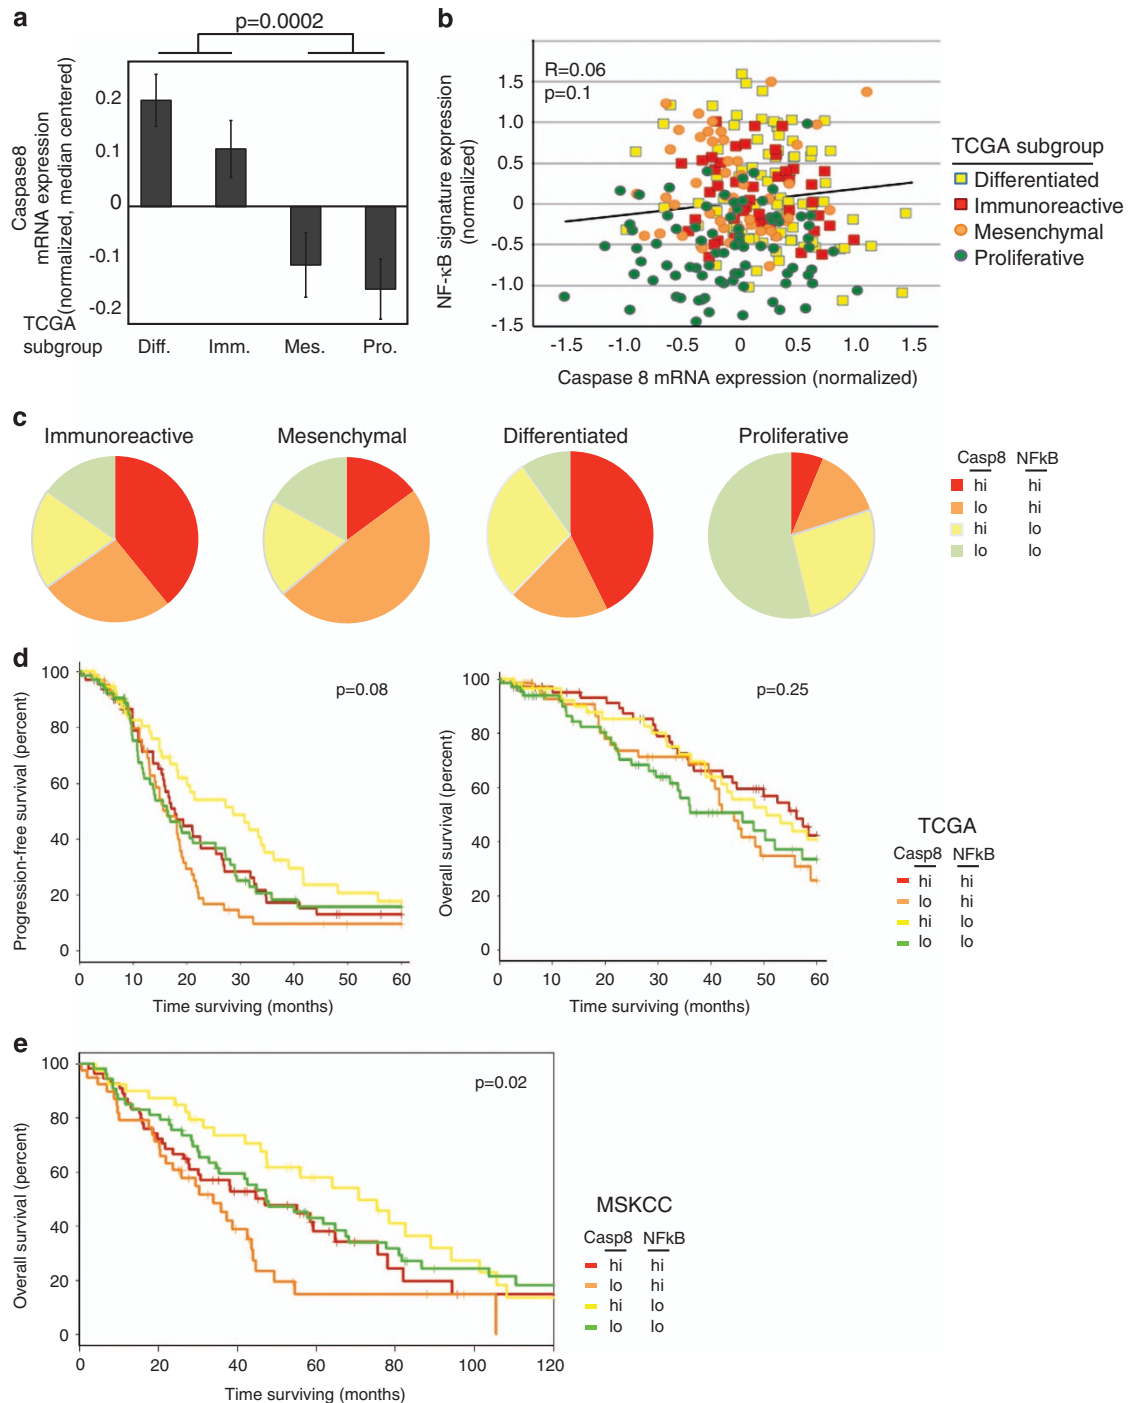 a
p=0.0002
Caspase8
mRNA expression
(normalized, median centered)
0.2
0.1
0
-0.1
-0.2
TCGA
subgroup
Diff.
Imm.
Mes.
Pro.
b
R=0.06
p=0.1
NF-κB signature expression
(normalized)
1.5
1.0
0.5
0
-0.5
-1.0
-1.5
-1.5 -1.0 -0.5 0 0.5 1.0 1.5
Caspase 8 mRNA expression (normalized)
TCGA subgroup
Differentiated
Immunoreactive
Mesenchymal
Proliferative
c
Immunoreactive
Mesenchymal
Differentiated
Proliferative
Casp8 NFkB
hi hi
lo hi
hi lo
lo lo
d
Progression-free survival (percent)
100
80
60
40
20
0
p=0.08
0 10 20 30 40 50 60
Time surviving (months)
Overall survival (percent)
100
80
60
40
20
0
p=0.25
0 10 20 30 40 50 60
Time surviving (months)
TCGA
Casp8 NFkB
hi hi
lo hi
hi lo
lo lo
e
Overall survival (percent)
100
80
60
40
20
0
p=0.02
0 20 40 60 80 100 120
Time surviving (months)
MSKCC
Casp8 NFkB
hi hi
lo hi
hi lo
lo lo